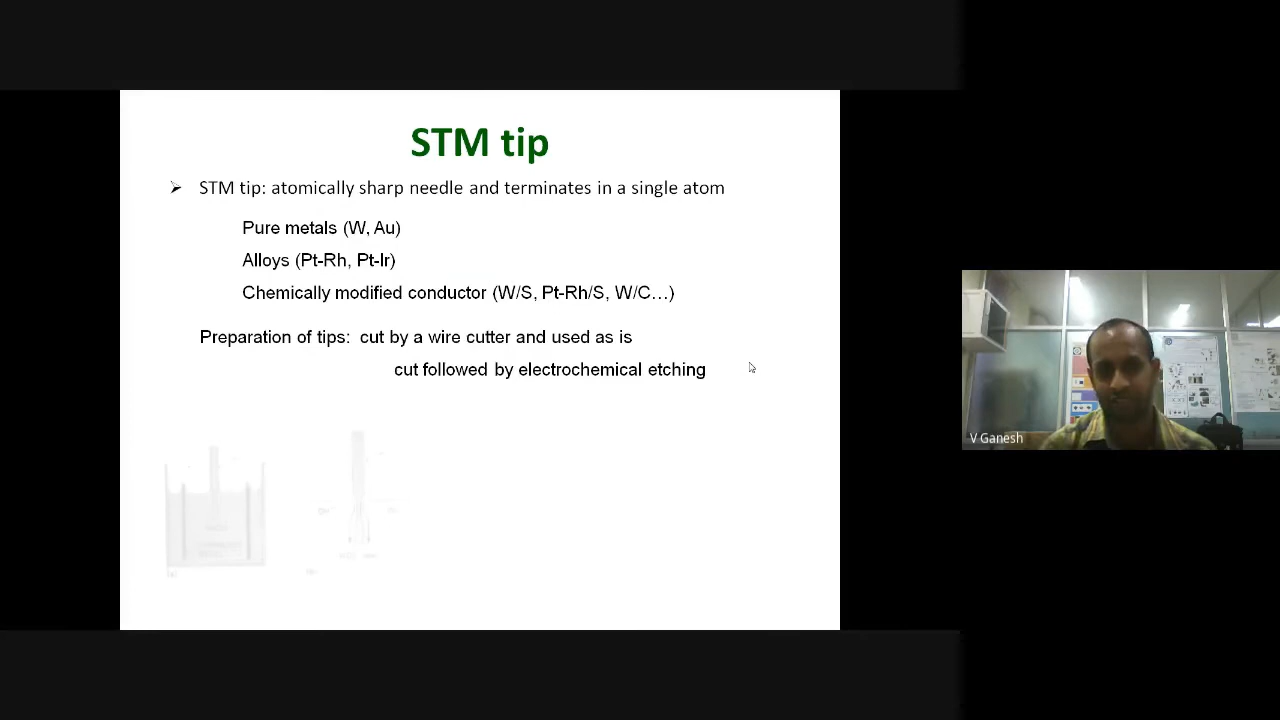 STM tip
STM tip: atomically sharp needle and terminates in a single atom
Pure metals (W, Au)
Alloys (Pt-Rh, Pt-Ir)
Chemically modified conductor (W/S, Pt-Rh/S, W/C…)
Preparation of tips: cut by a wire cutter and used as is
cut followed by electrochemical etching
V Ganesh